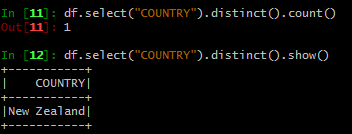 In [11]: df.select("COUNTRY").distinct().count()
Out[11]: 1
In [12]: df.select("COUNTRY").distinct().show()
+-----------+
|    COUNTRY|
+-----------+
|New Zealand|
+-----------+